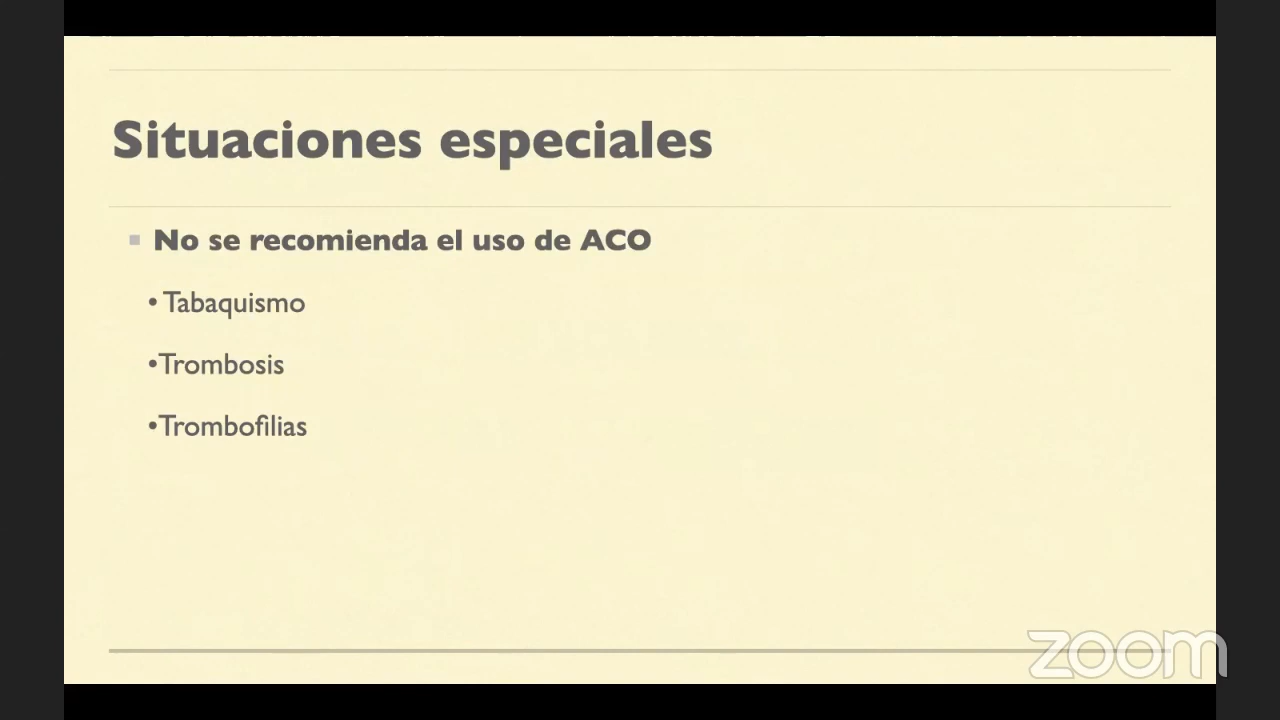 Situaciones especiales
No se recomienda el uso de ACO
• Tabaquismo
•Trombosis
•Trombofilias
zoom